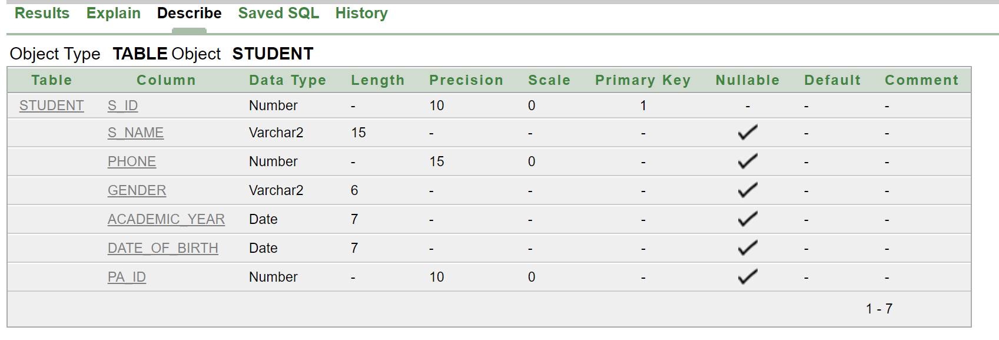 Results Explain Describe Saved SQL History
Object Type TABLE Object STUDENT
Table Column Data Type Length Precision Scale Primary Key Nullable Default Comment
STUDENT S_ID Number - 10 0 1 - - -
S_NAME Varchar2 15 - - - ✓ - -
PHONE Number - 15 0 - ✓ - -
GENDER Varchar2 6 - - - ✓ - -
ACADEMIC_YEAR Date 7 - - - ✓ - -
DATE_OF_BIRTH Date 7 - - - ✓ - -
PA_ID Number - 10 0 - ✓ - -
1 - 7